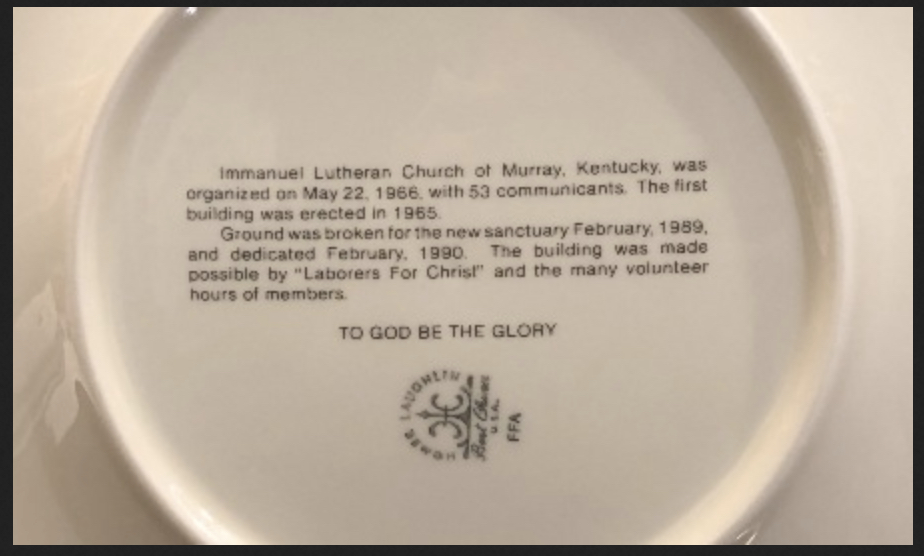 Immanuel Lutheran Church of Murray, Kentucky, was
organized on May 22, 1966, with 53 communicants. The first
building was erected in 1965.
Ground was broken for the new sanctuary February, 1989,
and dedicated February, 1990. The building was made
possible by "Laborers For Christ" and the many volunteer
hours of members.
TO GOD BE THE GLORY
HOMER LAUGHLIN
Best China
U.S.A.
FFA